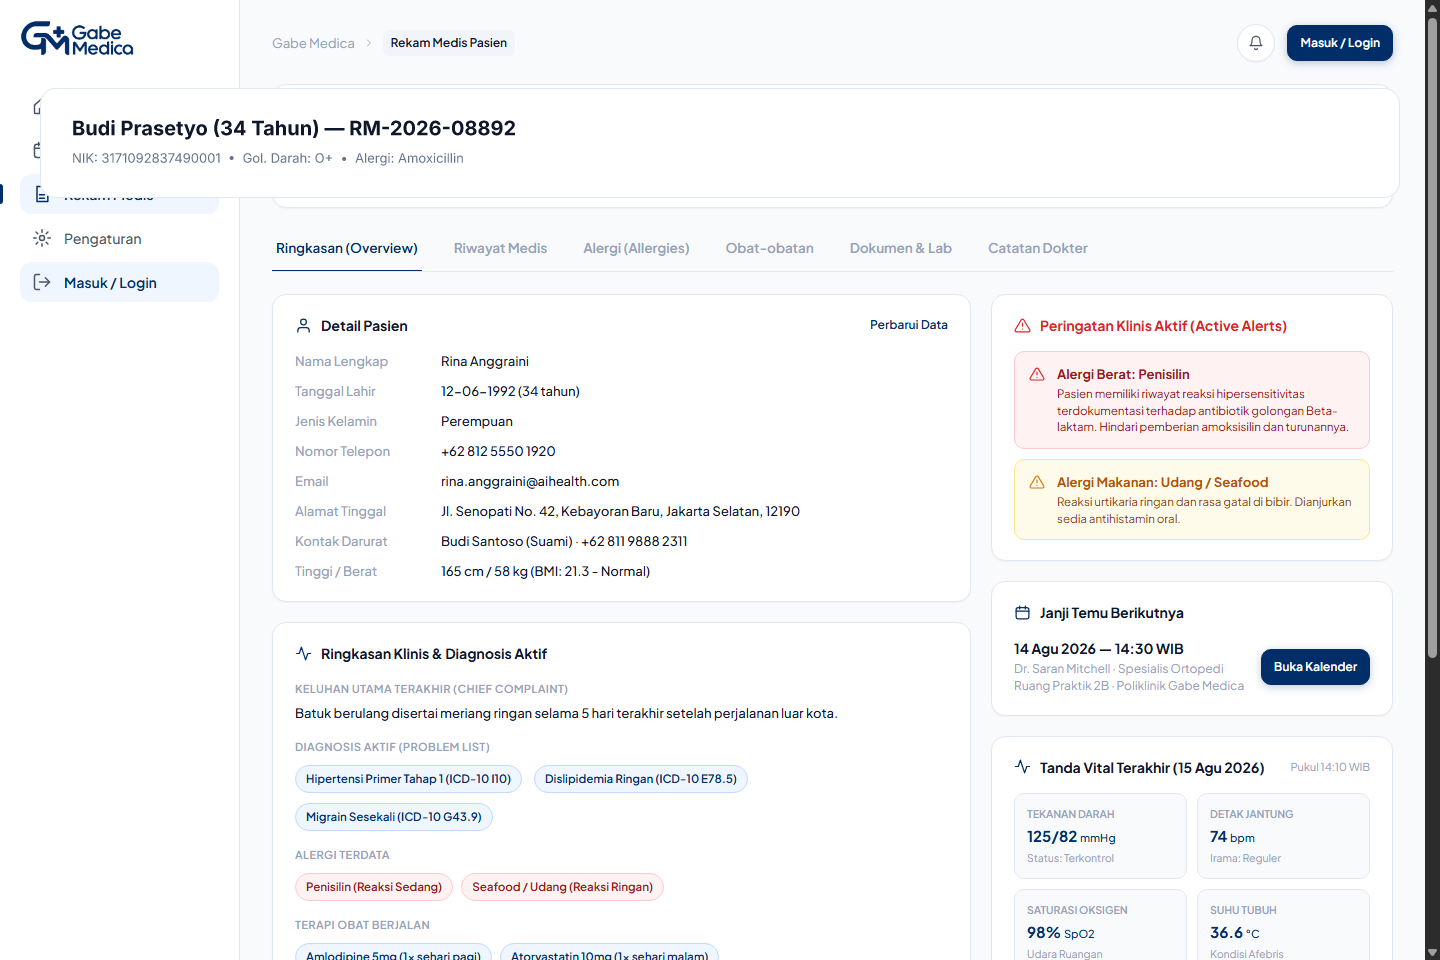 Gabe
Medica
Gabe Medica > Rekam Medis Pasien
Masuk / Login
Budi Prasetyo (34 Tahun) — RM-2026-08892
NIK: 3171092837490001 • Gol. Darah: O+ • Alergi: Amoxicillin
Rekam Medis
Pengaturan
Masuk / Login
Ringkasan (Overview)
Riwayat Medis
Alergi (Allergies)
Obat-obatan
Dokumen & Lab
Catatan Dokter
Detail Pasien
Perbarui Data
Nama Lengkap Rina Anggraini
Tanggal Lahir 12-06-1992 (34 tahun)
Jenis Kelamin Perempuan
Nomor Telepon +62 812 5550 1920
Email rina.anggraini@aihealth.com
Alamat Tinggal Jl. Senopati No. 42, Kebayoran Baru, Jakarta Selatan, 12190
Kontak Darurat Budi Santoso (Suami) · +62 811 9888 2311
Tinggi / Berat 165 cm / 58 kg (BMI: 21.3 - Normal)
Ringkasan Klinis & Diagnosis Aktif
KELUHAN UTAMA TERAKHIR (CHIEF COMPLAINT)
Batuk berulang disertai meriang ringan selama 5 hari terakhir setelah perjalanan luar kota.
DIAGNOSIS AKTIF (PROBLEM LIST)
Hipertensi Primer Tahap 1 (ICD-10 I10)
Dislipidemia Ringan (ICD-10 E78.5)
Migrain Sesekali (ICD-10 G43.9)
ALERGI TERDATA
Penisilin (Reaksi Sedang)
Seafood / Udang (Reaksi Ringan)
TERAPI OBAT BERJALAN
Amlodipine 5mg (1x sehari pagi)
Atorvastatin 10mg (1x sehari malam)
Peringatan Klinis Aktif (Active Alerts)
Alergi Berat: Penisilin
Pasien memiliki riwayat reaksi hipersensitivitas
terdokumentasi terhadap antibiotik golongan Beta-
laktam. Hindari pemberian amoksisilin dan turunannya.
Alergi Makanan: Udang / Seafood
Reaksi urtikaria ringan dan rasa gatal di bibir. Dianjurkan
sedia antihistamin oral.
Janji Temu Berikutnya
14 Agu 2026 — 14:30 WIB
Dr. Saran Mitchell · Spesialis Ortopedi
Ruang Praktik 2B · Poliklinik Gabe Medica
Buka Kalender
Tanda Vital Terakhir (15 Agu 2026)
Pukul 14:10 WIB
TEKANAN DARAH
125/82 mmHg
Status: Terkontrol
DETAK JANTUNG
74 bpm
Irama: Reguler
SATURASI OKSIGEN
98% SpO2
Udara Ruangan
SUHU TUBUH
36.6 °C
Kondisi Afebris